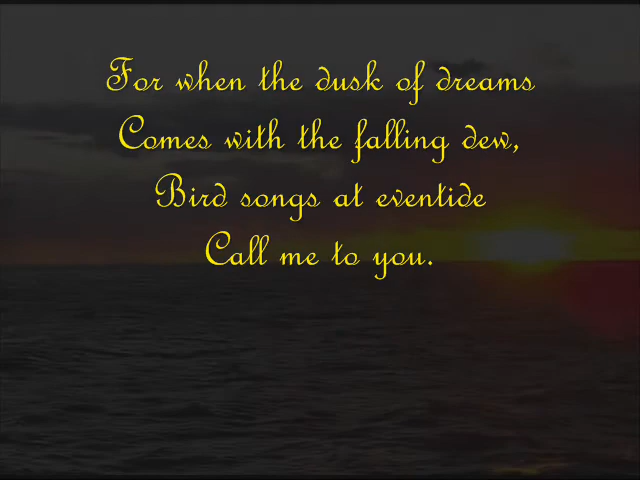 For when the dusk of dreams
Comes with the falling dew,
Bird songs at eventide
Call me to you.